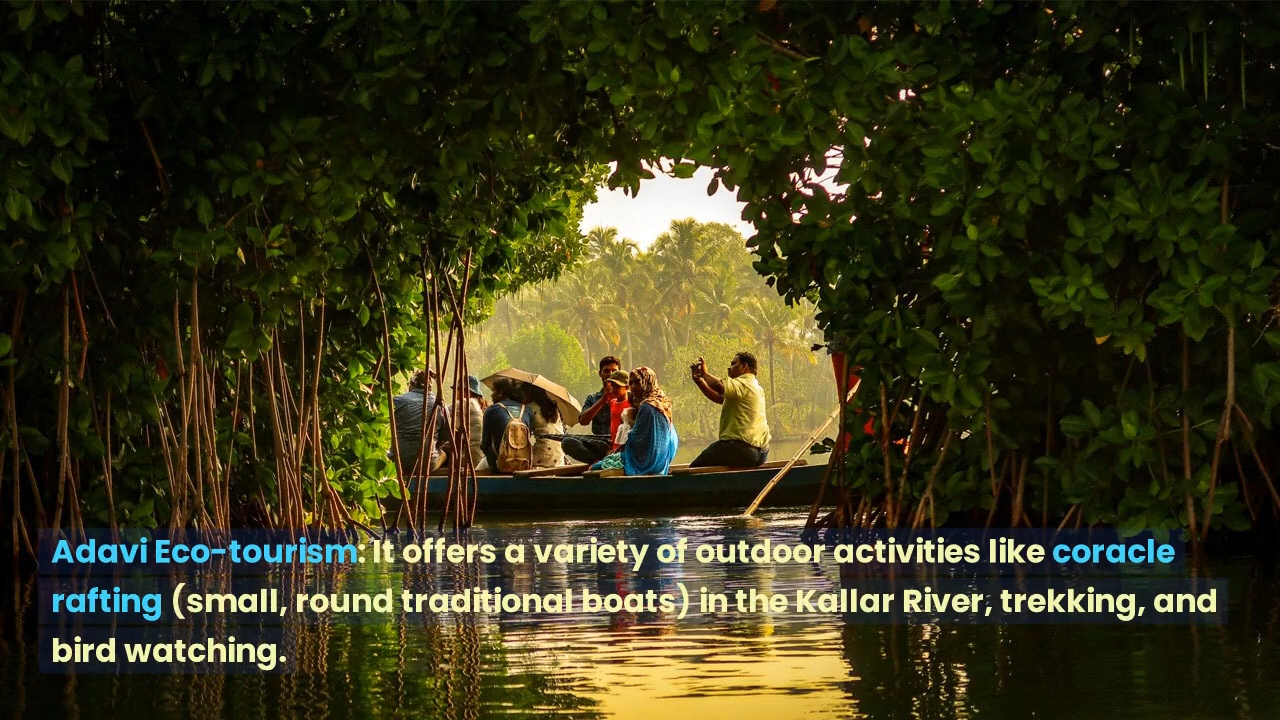 Adavi Eco-tourism: It offers a variety of outdoor activities like coracle
rafting (small, round traditional boats) in the Kallar River, trekking, and
bird watching.